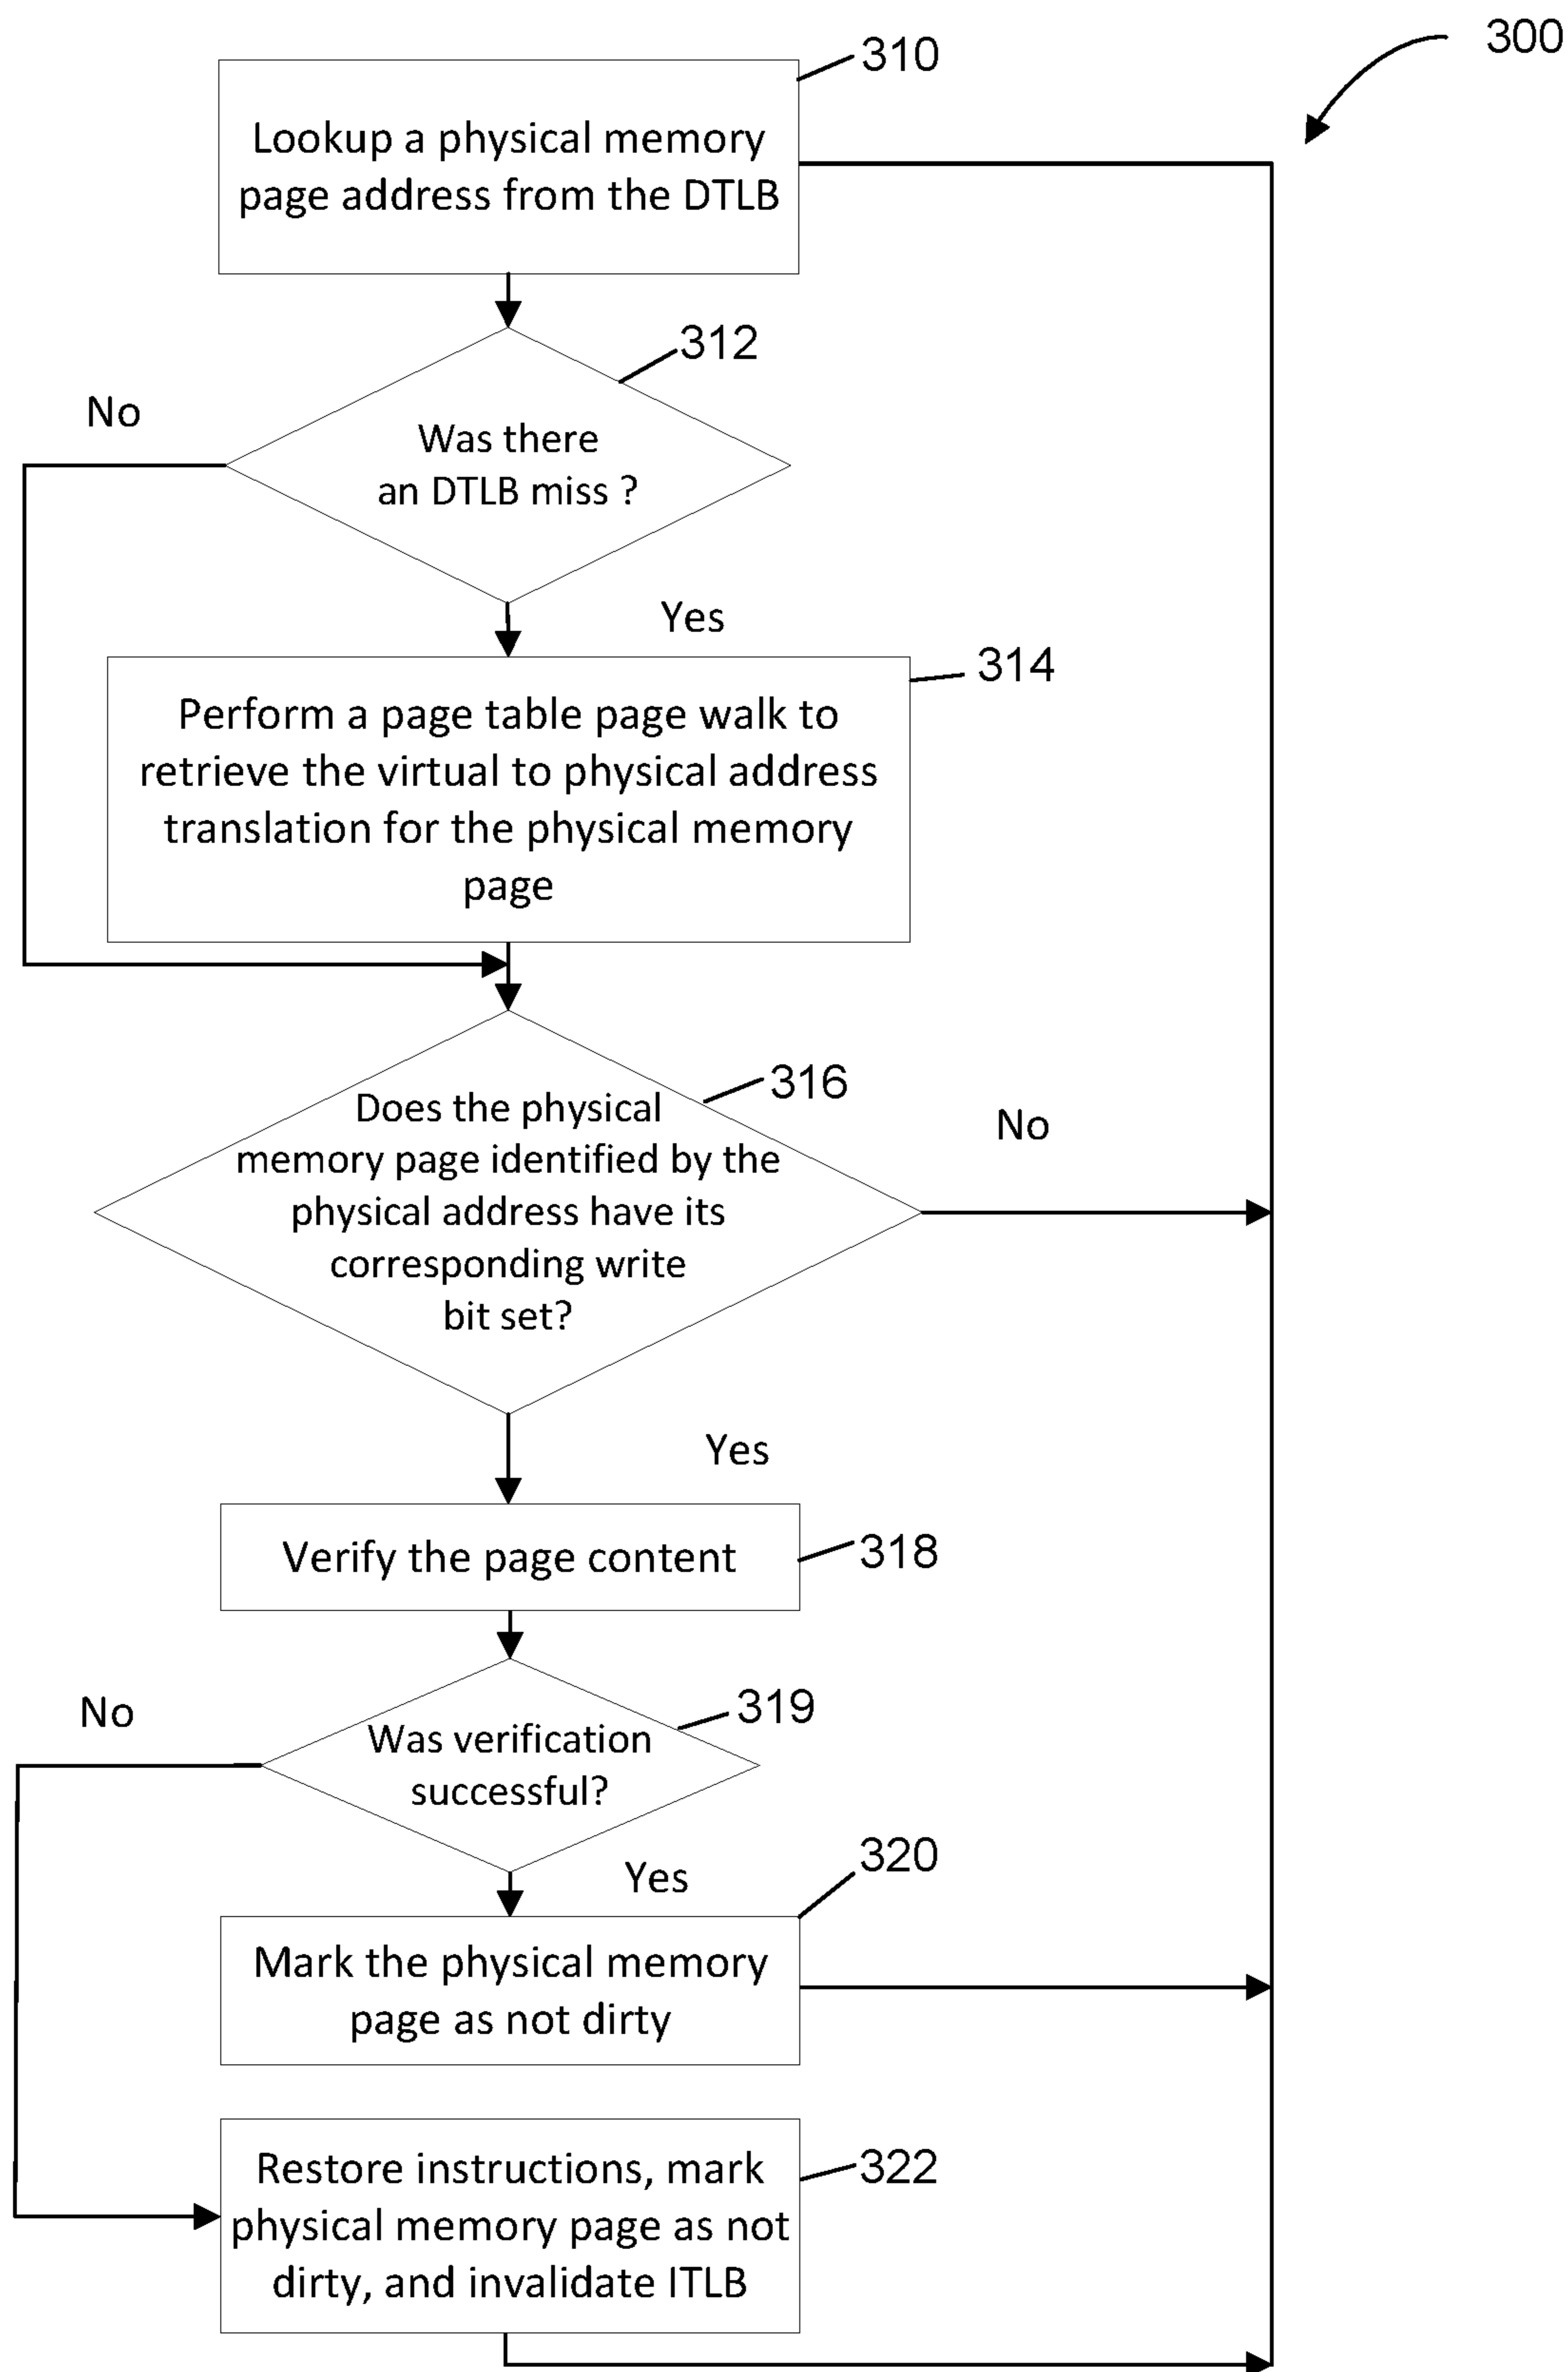 300
310
Lookup a physical memory
page address from the DTLB
312
No
Was there
an DTLB miss ?
Yes
314
Perform a page table page walk to
retrieve the virtual to physical address
translation for the physical memory
page
316
Does the physical
memory page identified by the
physical address have its
corresponding write
bit set?
No
Yes
Verify the page content
318
No
319
Was verification
successful?
Yes
320
Mark the physical memory
page as not dirty
322
Restore instructions, mark
physical memory page as not
dirty, and invalidate ITLB